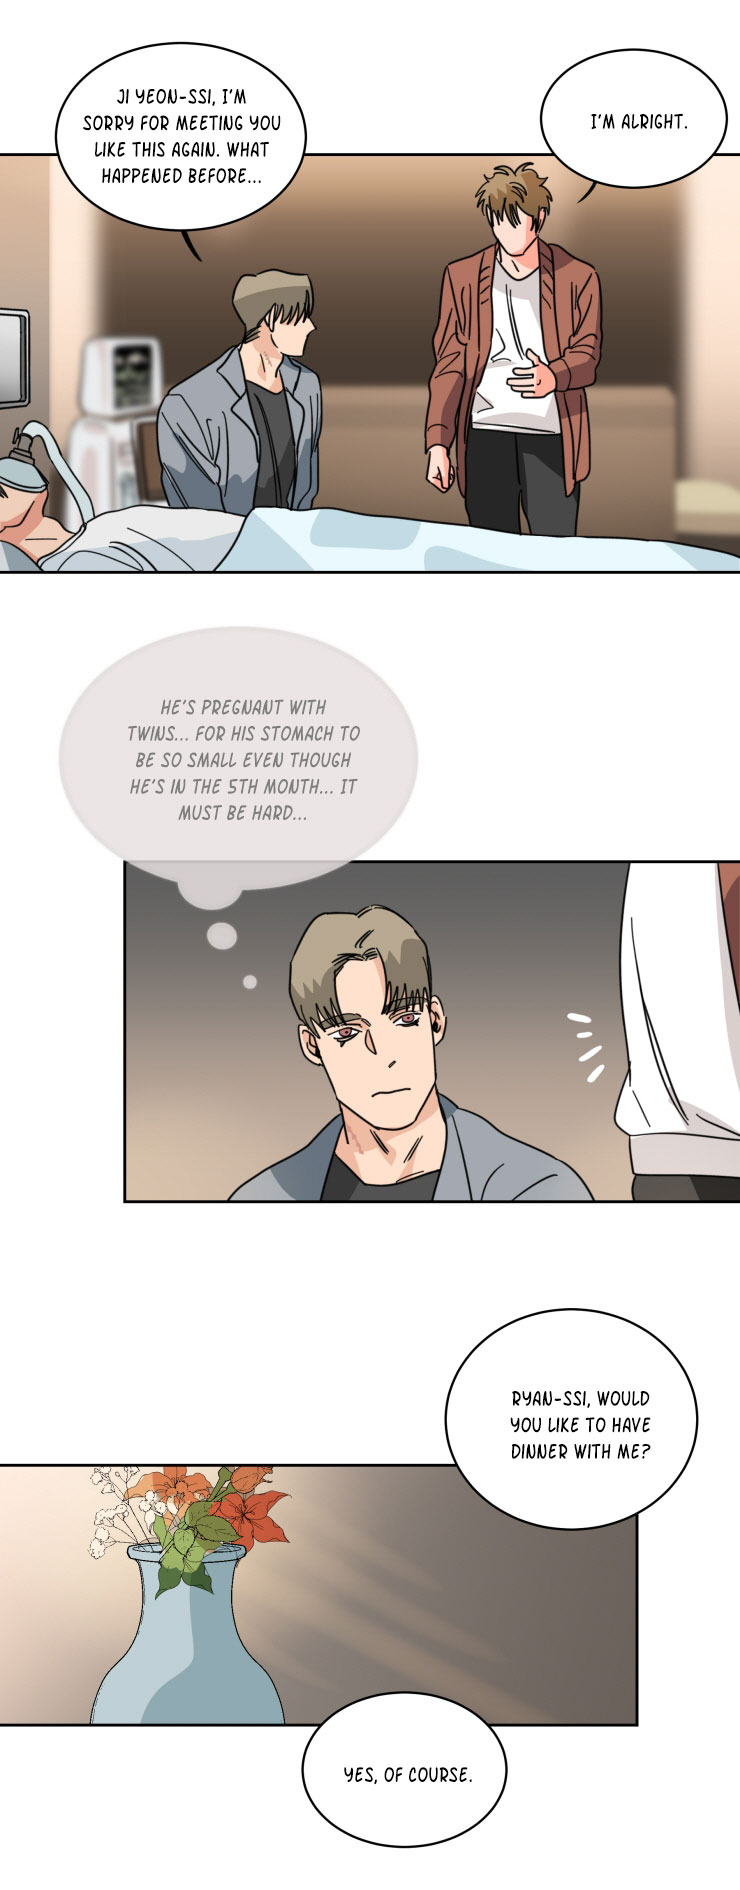 JI YEON-SSI, I'M
SORRY FOR MEETING YOU
LIKE THIS AGAIN. WHAT
HAPPENED BEFORE...
I'M ALRIGHT.
HE'S PREGNANT WITH
TWINS... FOR HIS STOMACH TO
BE SO SMALL EVEN THOUGH
HE'S IN THE 5TH MONTH... IT
MUST BE HARD...
RYAN-SSI, WOULD
YOU LIKE TO HAVE
DINNER WITH ME?
YES, OF COURSE.